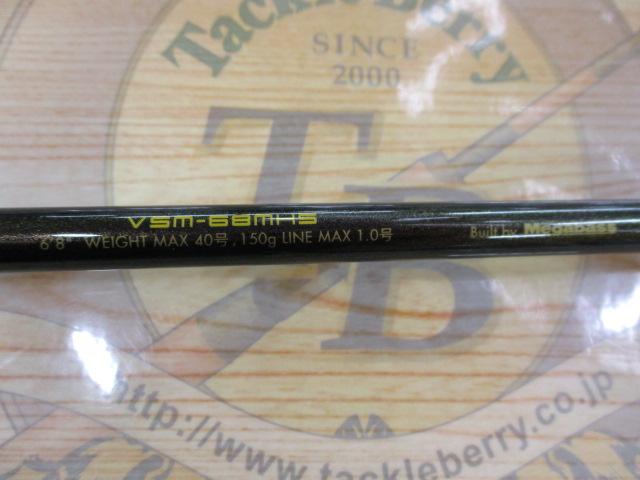 TackleBerry
SINCE
2000
TB
VSM-68MHS
6'8" WEIGHT MAX 40号, 150g LINE MAX 1.0号
Built by Megabass
http://www.tackleberry.co.jp